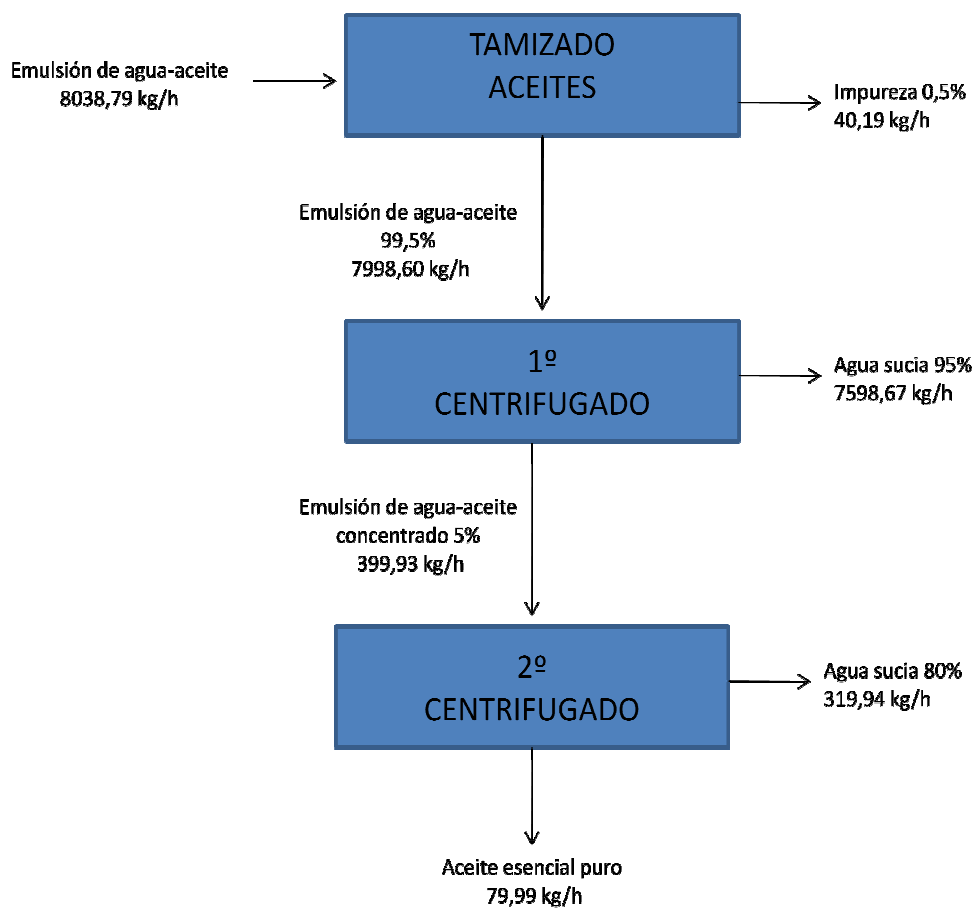 TAMIZADO
ACEITES
Emulsión de agua-aceite
8038,79 kg/h
Impureza 0,5%
40,19 kg/h
Emulsión de agua-aceite
99,5%
7998,60 kg/h
1º
CENTRIFUGADO
Agua sucia 95%
7598,67 kg/h
Emulsión de agua-aceite
concentrado 5%
399,93 kg/h
2º
CENTRIFUGADO
Agua sucia 80%
319,94 kg/h
Aceite esencial puro
79,99 kg/h